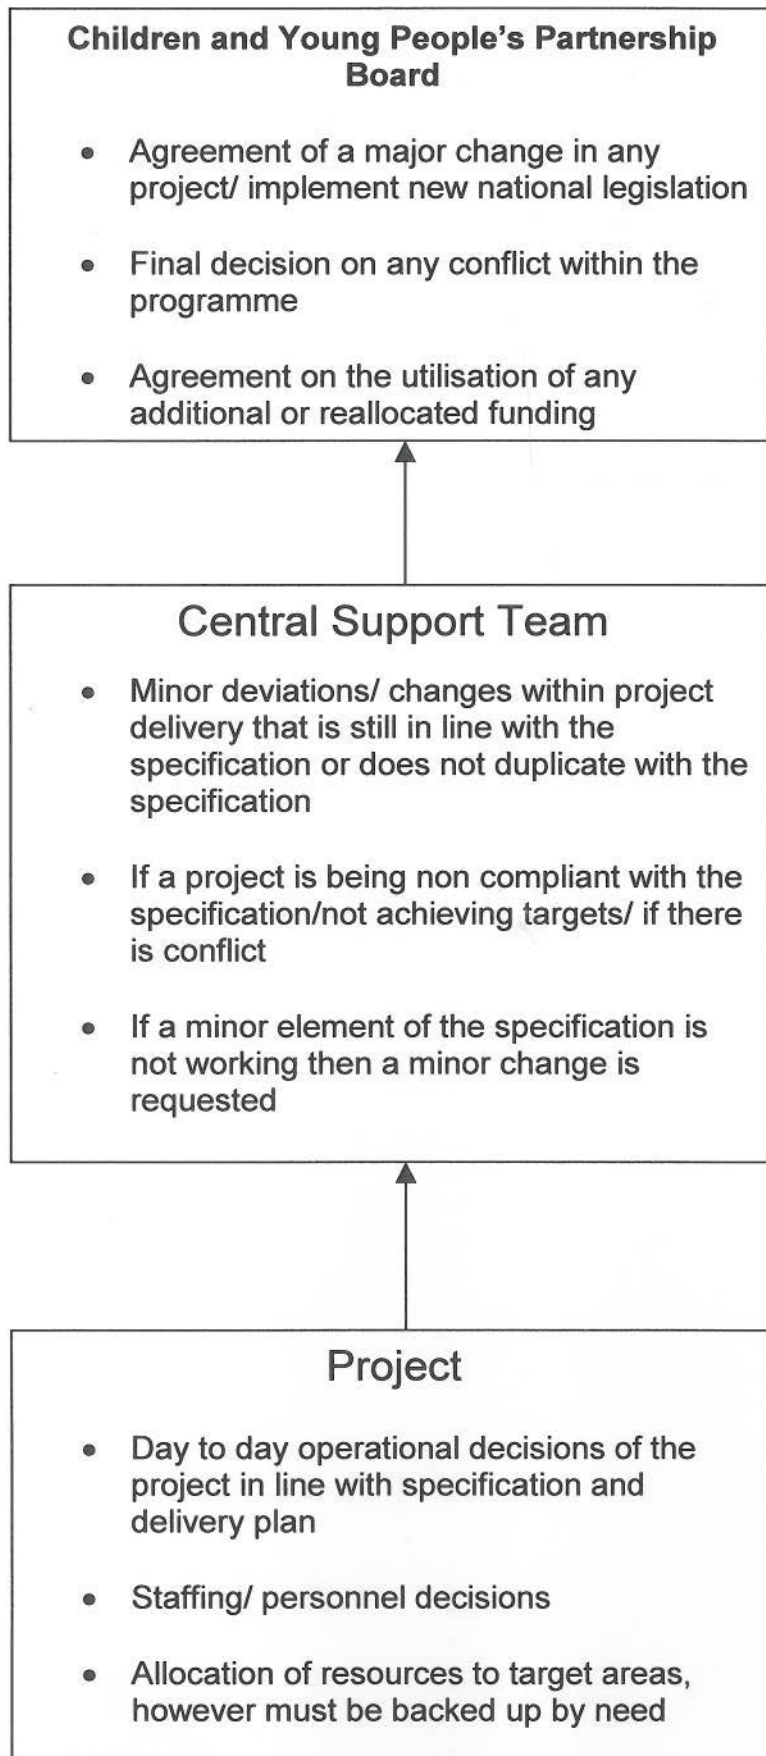 Children and Young People's Partnership
Board
• Agreement of a major change in any
project/ implement new national legislation
• Final decision on any conflict within the
programme
• Agreement on the utilisation of any
additional or reallocated funding
Central Support Team
• Minor deviations/ changes within project
delivery that is still in line with the
specification or does not duplicate with the
specification
• If a project is being non compliant with the
specification/not achieving targets/ if there
is conflict
• If a minor element of the specification is
not working then a minor change is
requested
Project
• Day to day operational decisions of the
project in line with specification and
delivery plan
• Staffing/ personnel decisions
• Allocation of resources to target areas,
however must be backed up by need